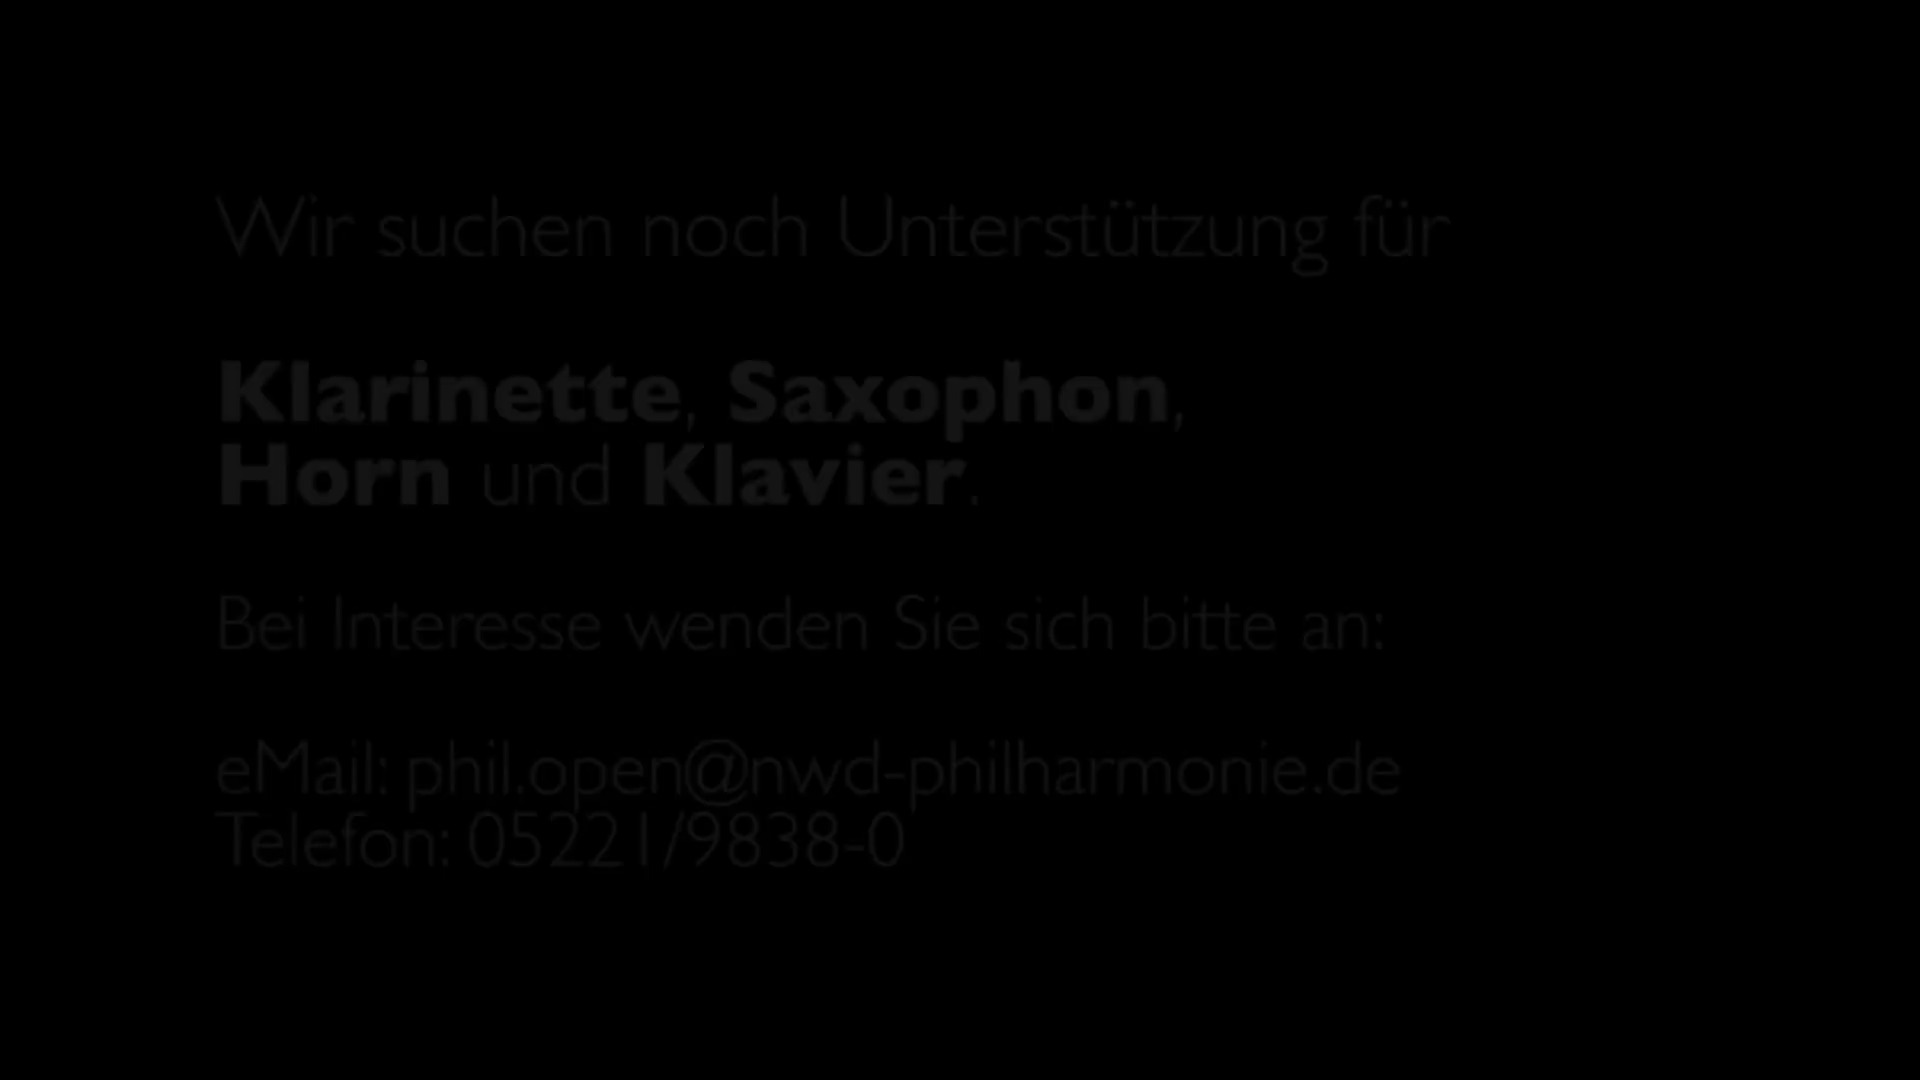 Wir suchen noch Unterstützung für
Klarinette, Saxophon,
Horn und Klavier.
Bei Interesse wenden Sie sich bitte an:
eMail: phil.open@nwd-philharmonie.de
Telefon: 05221/9838-0